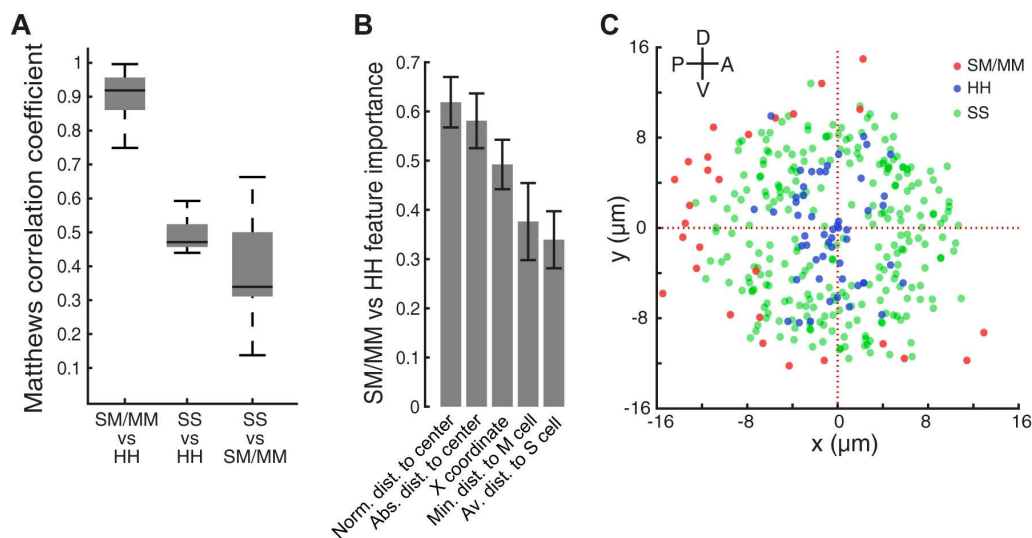 A
Matthews correlation coefficient
1
0.9
0.8
0.7
0.6
0.5
0.4
0.3
0.2
0.1
SM/MM
vs
HH
SS
vs
HH
SS
vs
SM/MM
B
SM/MM vs HH feature importance
0.7
0.6
0.5
0.4
0.3
0.2
0.1
0
Norm. dist. to center
Abs. dist. to center
X coordinate
Min. dist. to M cell
Av. dist. to S cell
C
D
P A
V
SM/MM
HH
SS
y (µm)
16
8
0
-8
-16
-16 -8 0 8 16
x (µm)